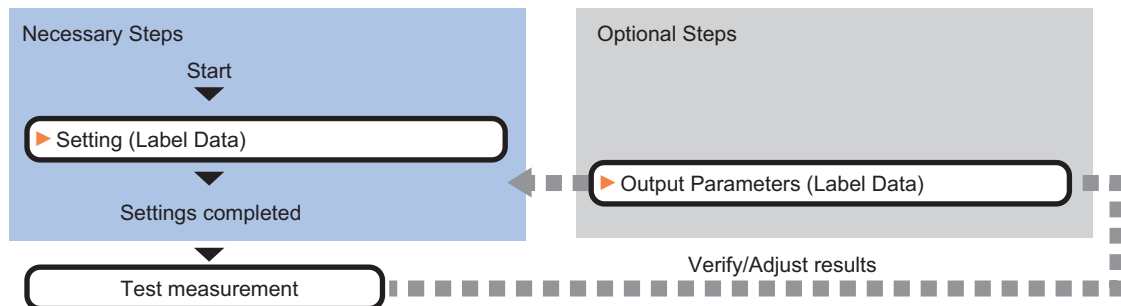 Necessary Steps
Start
Setting (Label Data)
Settings completed
Test measurement
Optional Steps
Output Parameters (Label Data)
Verify/Adjust results